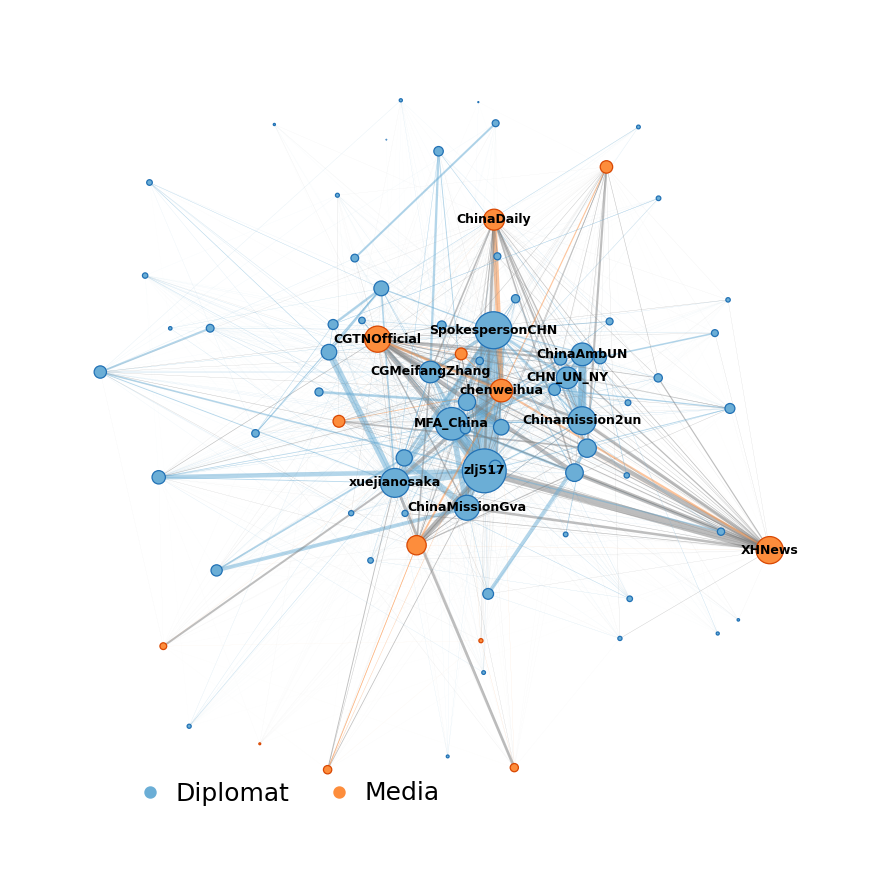 ChinaDaily
SpokespersonCHN
CGTNOfficial
ChinaAmbUN
CGMeifangZhang
CHN_UN_NY
chenweihua
MFA_China
Chinamission2un
zlj517
xuejianosaka
ChinaMissionGva
XHNews
Diplomat
Media